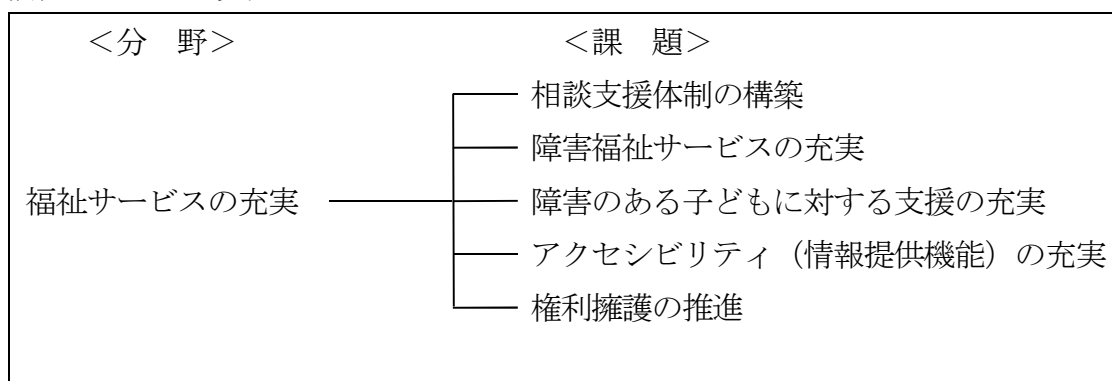 ＜分　野＞　　　＜課　題＞
相談支援体制の構築
障害福祉サービスの充実
福祉サービスの充実　　　障害のある子どもに対する支援の充実
アクセシビリティ（情報提供機能）の充実
権利擁護の推進